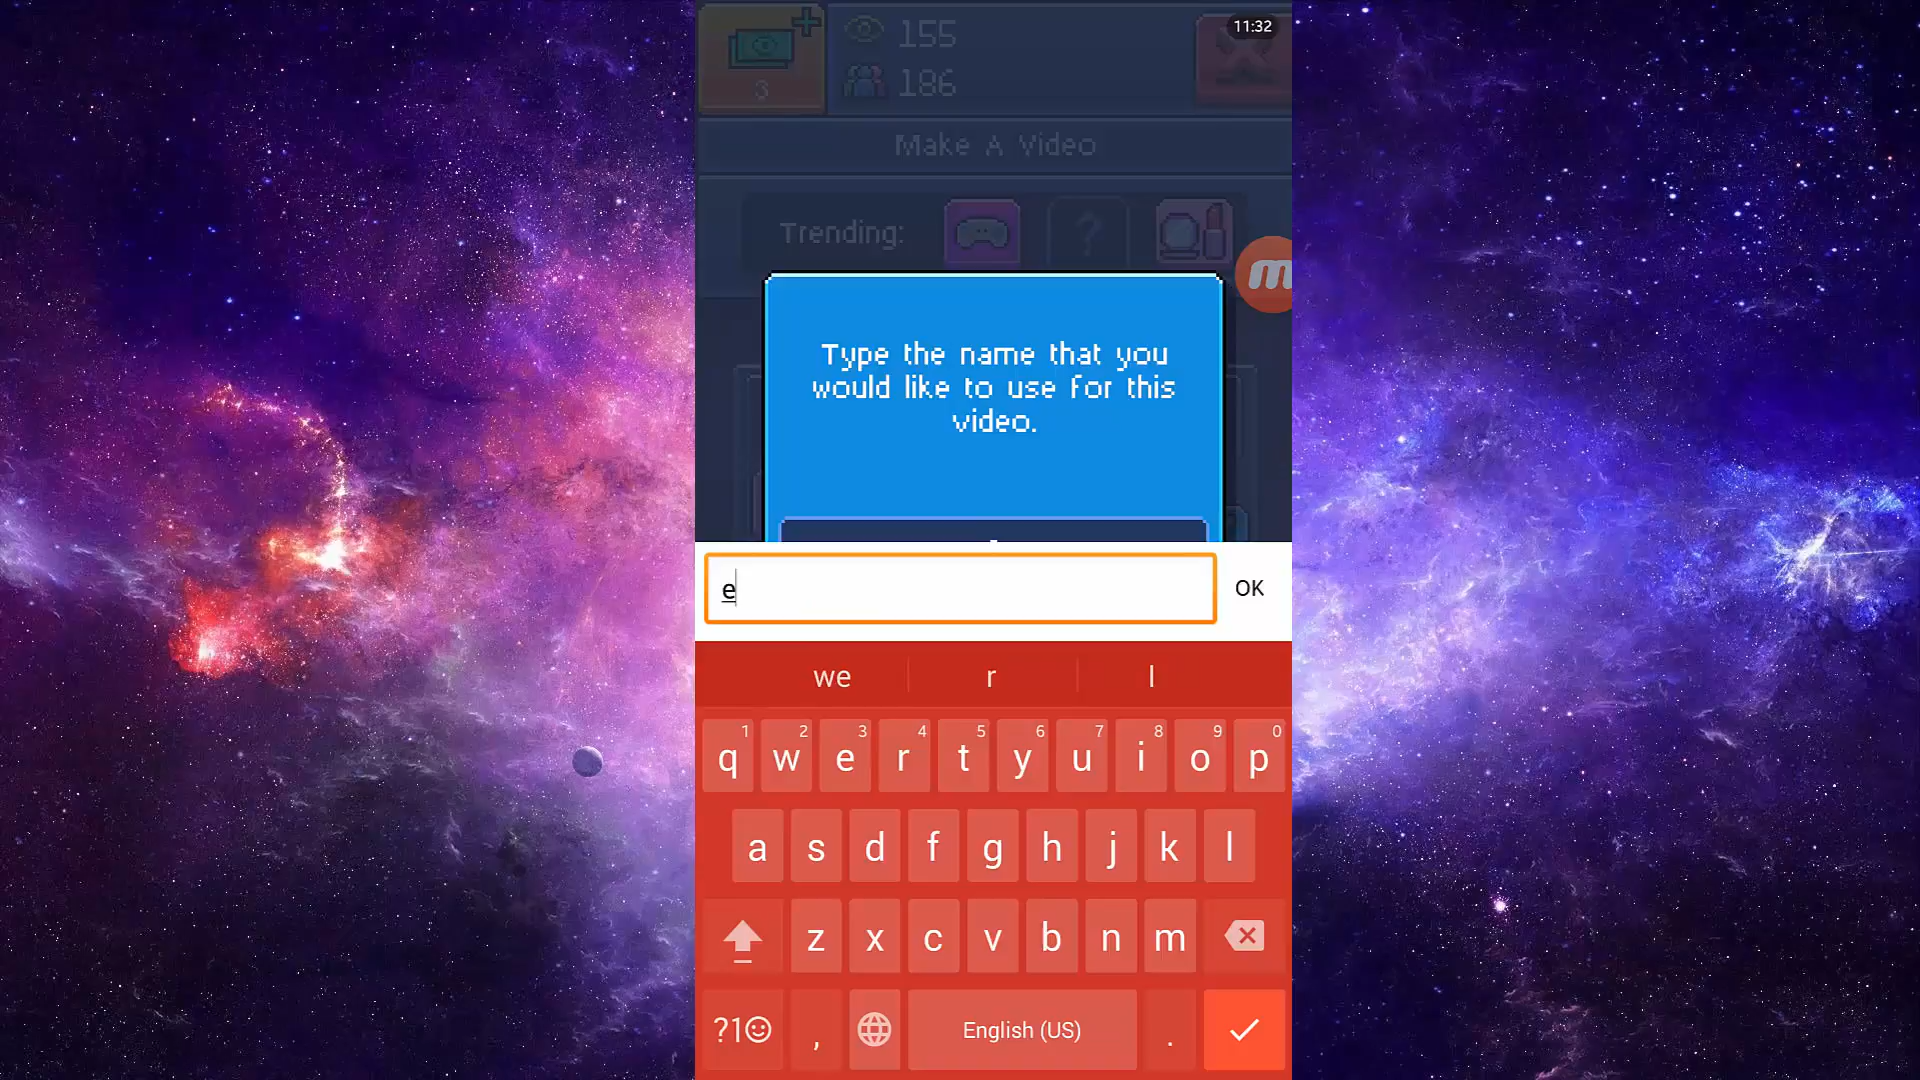 155
11:32
186
3
Make A Video
Trending:
?
m
Type the name that you
would like to use for this
video.
e
OK
we r l
1 2 3 4 5 6 7 8 9 0
q w e r t y u i o p
a s d f g h j k l
z x c v b n m
?1☺ , English (US) .